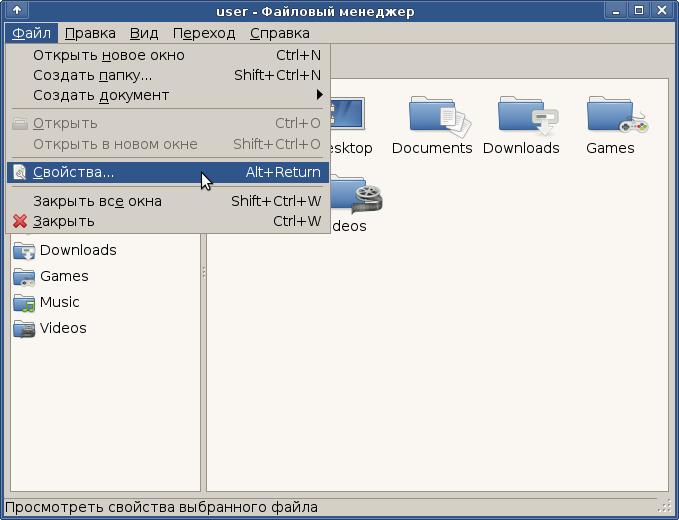 user - Файловый менеджер
Файл Правка Вид Переход Справка
Открыть новое окно Ctrl+N
Создать папку... Shift+Ctrl+N
Создать документ
Открыть Ctrl+O
Открыть в новом окне Shift+Ctrl+O
Свойства... Alt+Return
Закрыть все окна Shift+Ctrl+W
Закрыть Ctrl+W
esktop Documents Downloads Games
deos
Downloads
Games
Music
Videos
Просмотреть свойства выбранного файла